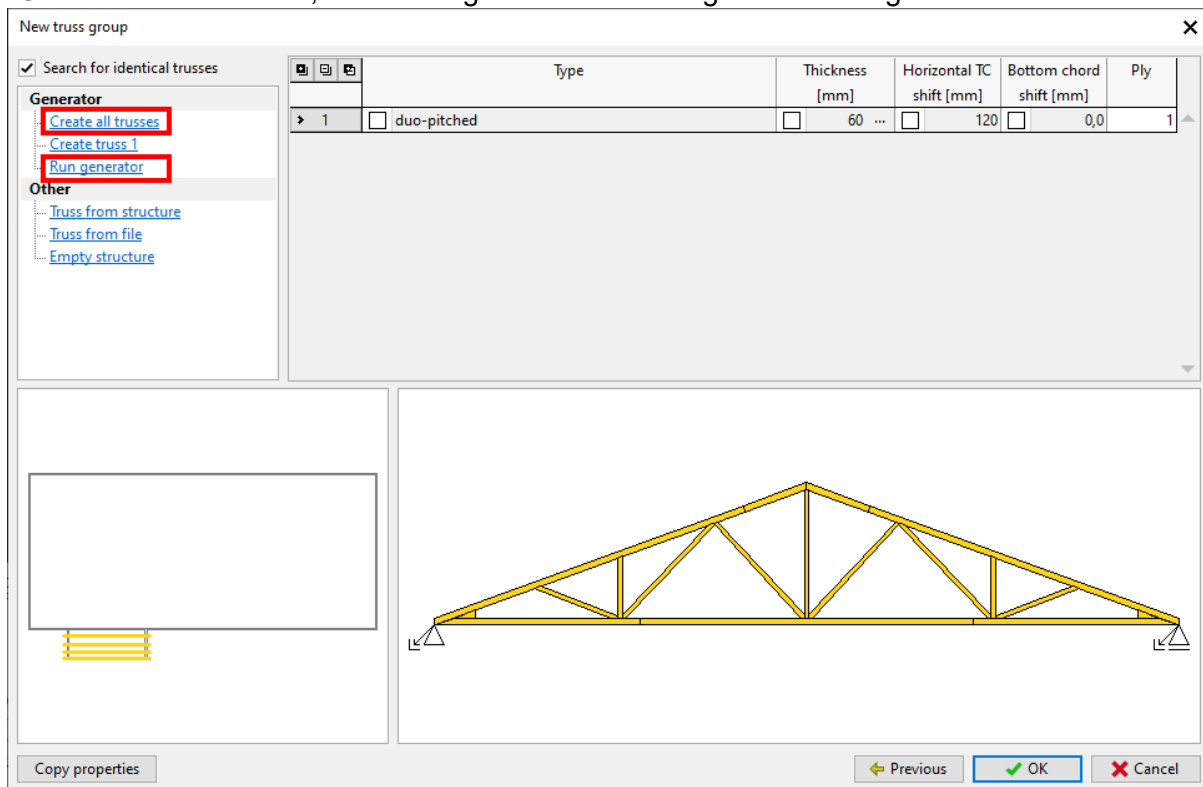 New truss group
Search for identical trusses
Generator
Create all trusses
Create truss 1
Run generator
Other
Truss from structure
Truss from file
Empty structure
Type Thickness Horizontal TC Bottom chord Ply
[mm] shift [mm] shift [mm]
1 duo-pitched 60 ... 120 0,0 1
Copy properties Previous OK Cancel